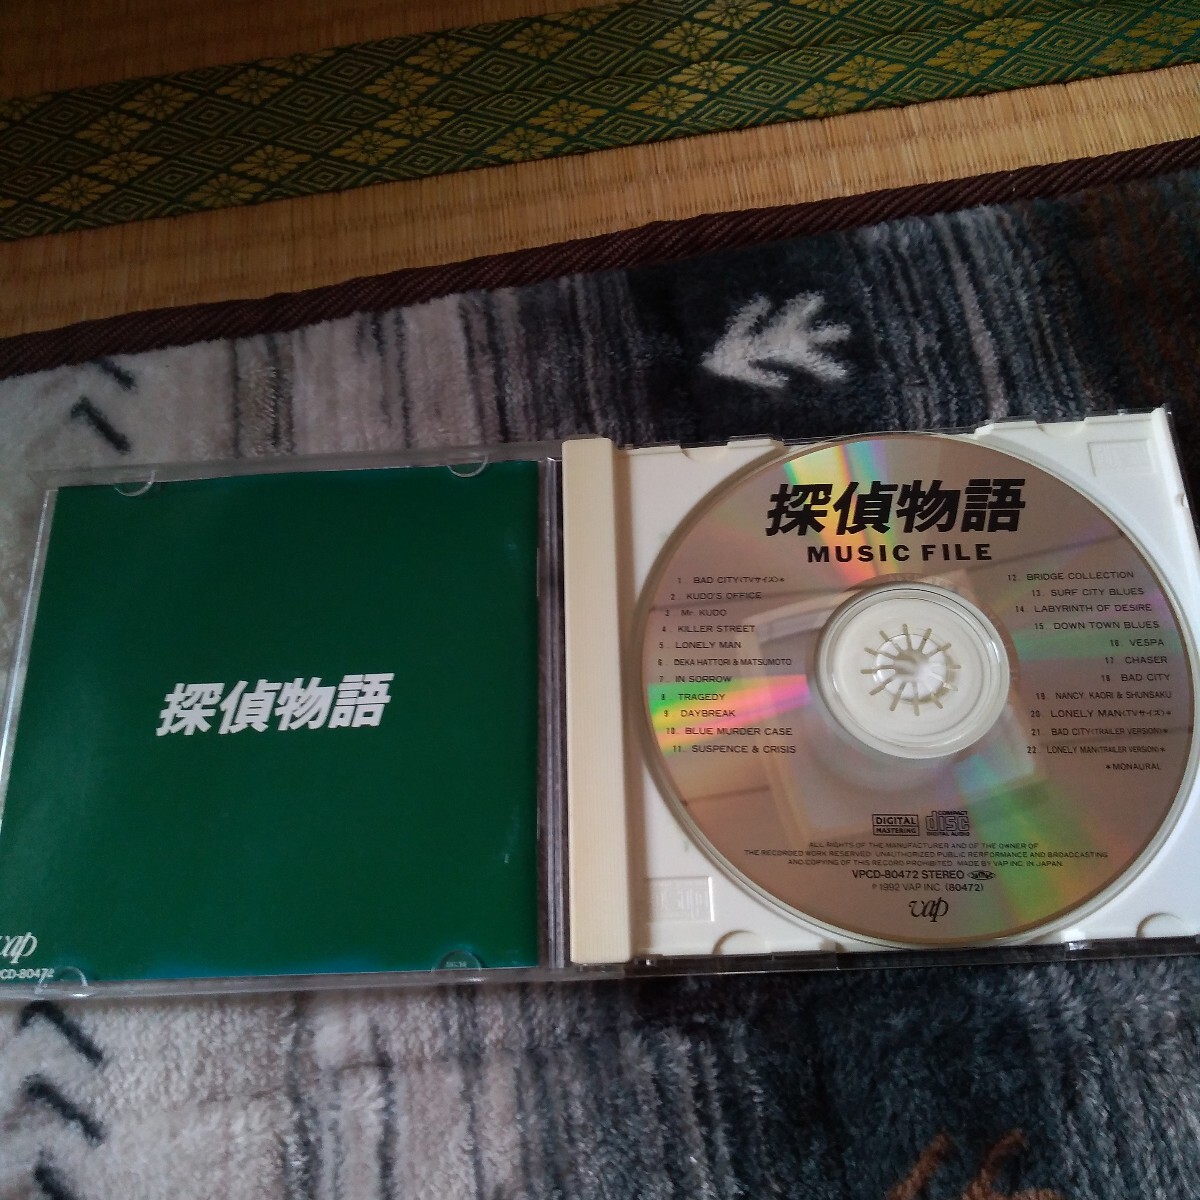 探偵物語
vap
PCD-80472
探偵物語
MUSIC FILE
1. BAD CITY(TVサイズ)*
2. KUDO'S OFFICE
3. Mr. KUDO
4. KILLER STREET
5. LONELY MAN
6. DEKA HATTORI & MATSUMOTO
7. IN SORROW
8. TRAGEDY
9. DAYBREAK
10. BLUE MURDER CASE
11. SUSPENCE & CRISIS
12. BRIDGE COLLECTION
13. SURF CITY BLUES
14. LABYRINTH OF DESIRE
15. DOWN TOWN BLUES
16. VESPA
17. CHASER
18. BAD CITY
19. NANCY, KAORI & SHUNSAKU
20. LONELY MAN(TVサイズ)*
21. BAD CITY(TRAILER VERSION)*
22. LONELY MAN(TRAILER VERSION)*
*MONAURAL
DIGITAL
MASTERING
COMPACT
disc
DIGITAL AUDIO
ALL RIGHTS OF THE MANUFACTURER AND OF THE OWNER OF
THE RECORDED WORK RESERVED. UNAUTHORIZED PUBLIC PERFORMANCE AND BROADCASTING
AND COPYING OF THIS RECORD PROHIBITED. MADE BY VAP INC. IN JAPAN.
VPCD-80472 STEREO
℗ 1992 VAP INC. (80472)
vap